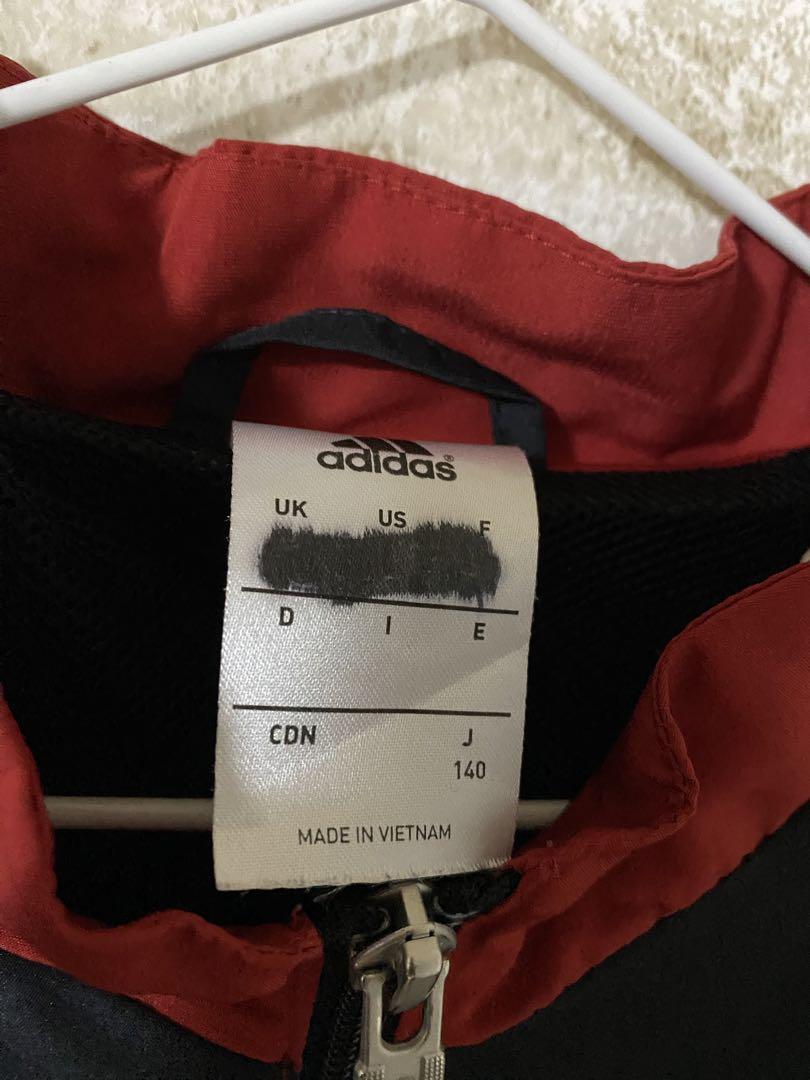 adidas®
UK US F
D I E
CDN J
140
MADE IN VIETNAM